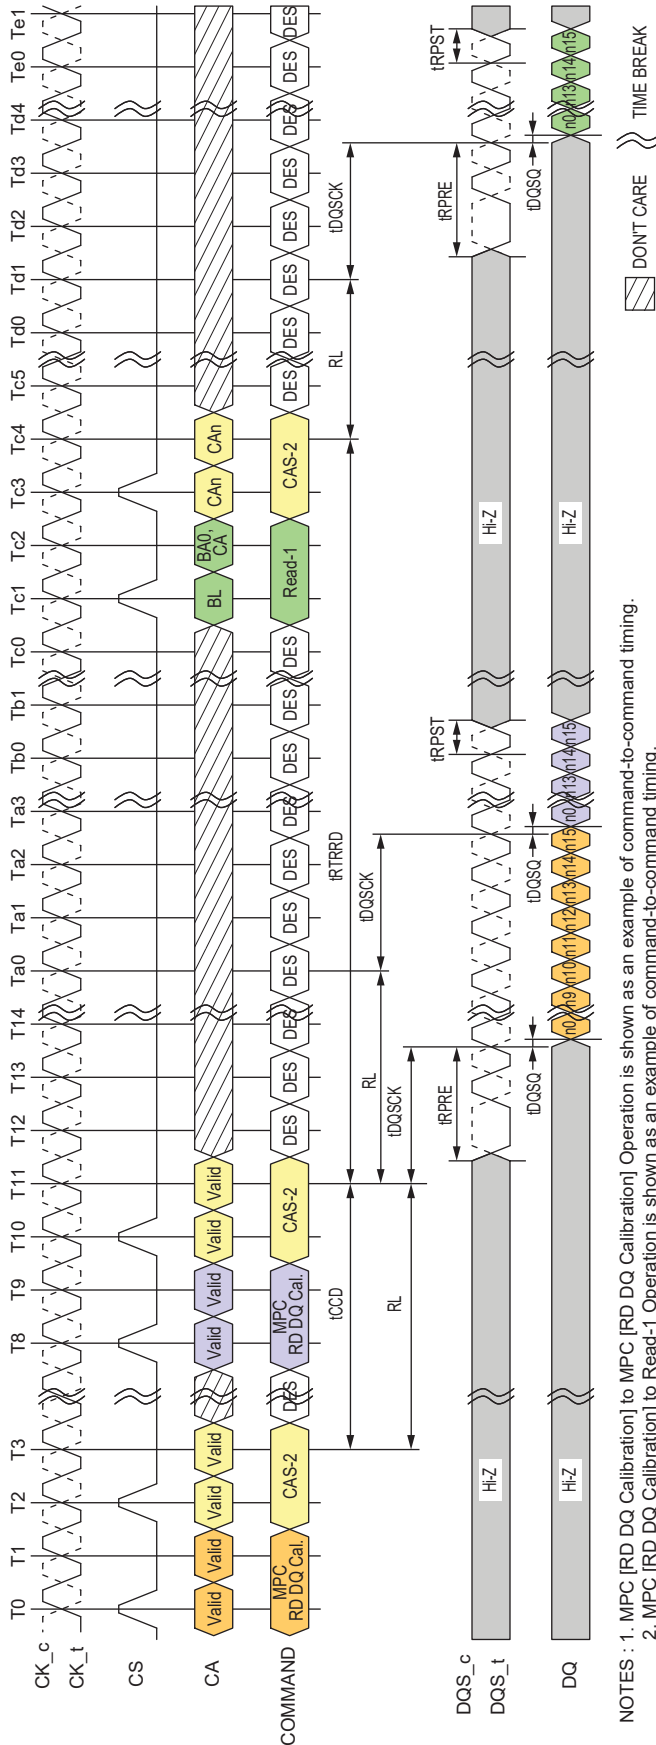 T0 T1 T2 T3 T8 T9 T10 T11 T12 T13 T14 Ta0 Ta1 Ta2 Ta3 Tb0 Tb1 Tc0 Tc1 Tc2 Tc3 Tc4 Tc5 Td0 Td1 Td2 Td3 Td4 Te0 Te1
CK_c
CK_t
CS
CA Valid Valid Valid Valid Valid Valid Valid Valid BL BA0, CA CAn CAn
COMMAND MPC RD DQ Cal. CAS-2 DES MPC RD DQ Cal. CAS-2 DES DES DES DES DES DES DES DES DES DES Read-1 CAS-2 DES DES DES DES DES DES DES DES
tCCD tRTRRD RL tDQSCK
RL tDQSCK
RL tDQSCK
tRPRE tRPST tRPRE tRPST
DQS_c
DQS_t
Hi-Z Hi-Z
tDQSQ tDQSQ tDQSQ
DQ Hi-Z n0 n9 n10 n11 n12 n13 n14 n15 n0 n13 n14 n15 Hi-Z n0 n13 n14 n15
DON'T CARE TIME BREAK
NOTES : 1. MPC [RD DQ Calibration] to MPC [RD DQ Calibration] Operation is shown as an example of command-to-command timing.
2. MPC [RD DQ Calibration] to Read-1 Operation is shown as an example of command-to-command timing.